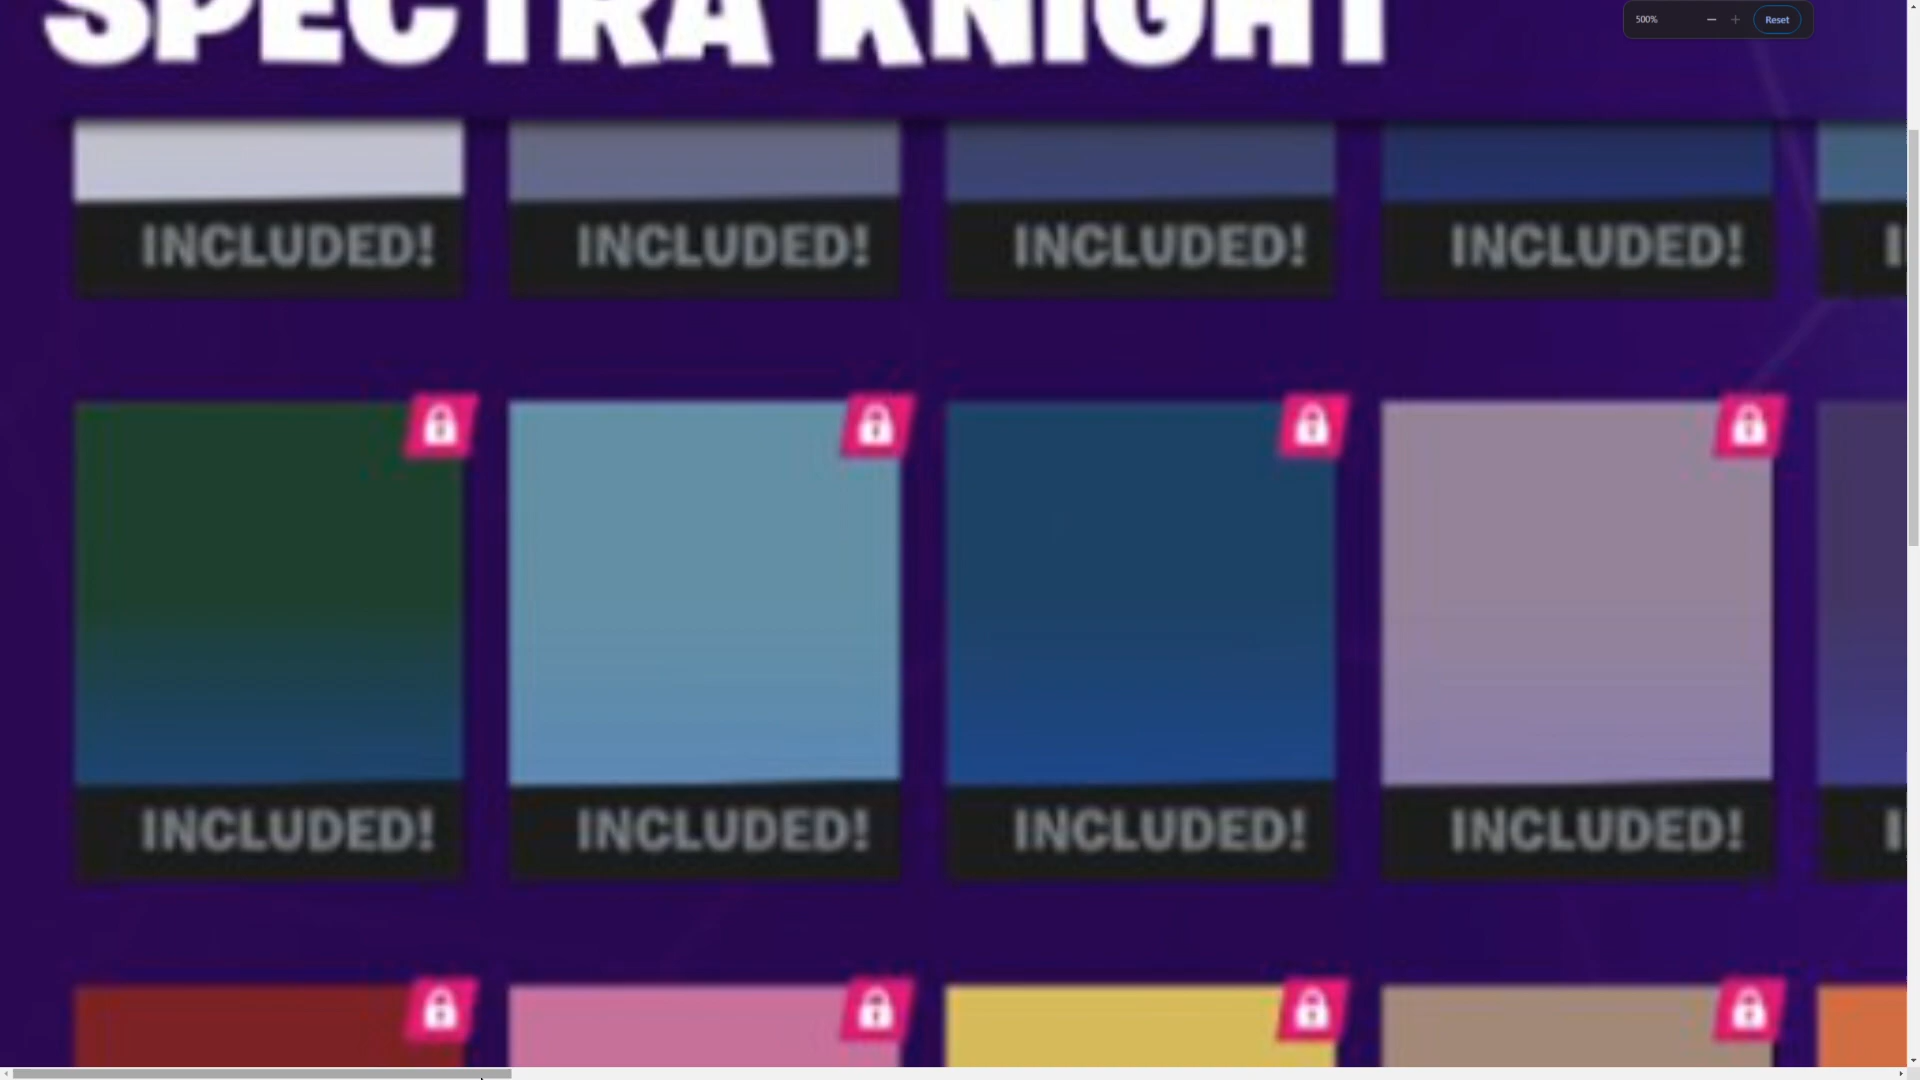 SPECTRA KNIGHT
500%
Reset
INCLUDED! INCLUDED! INCLUDED! INCLUDED!
INCLUDED! INCLUDED! INCLUDED! INCLUDED!